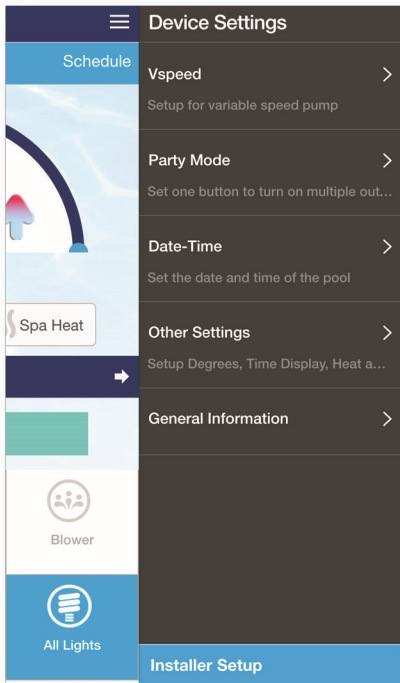 Schedule
Spa Heat
Blower
All Lights
Device Settings
Vspeed
Setup for variable speed pump
Party Mode
Set one button to turn on multiple out...
Date-Time
Set the date and time of the pool
Other Settings
Setup Degrees, Time Display, Heat a...
General Information
Installer Setup